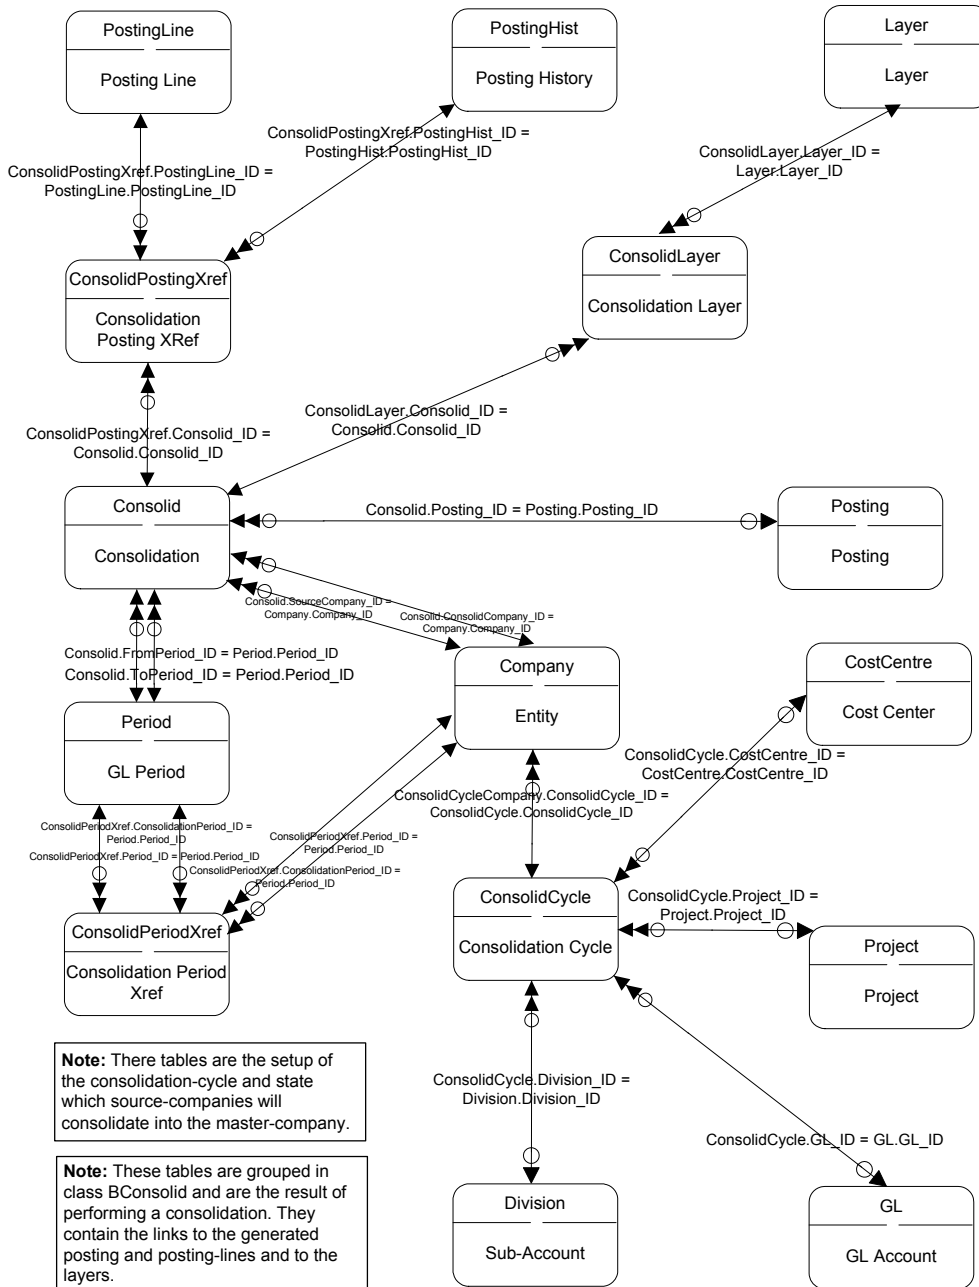 PostingLine
Posting Line
PostingHist
Posting History
Layer
Layer
ConsolidPostingXref.PostingLine_ID =
PostingLine.PostingLine_ID
ConsolidPostingXref.PostingHist_ID =
PostingHist.PostingHist_ID
ConsolidLayer.Layer_ID =
Layer.Layer_ID
ConsolidPostingXref
Consolidation
Posting XRef
ConsolidLayer
Consolidation Layer
ConsolidPostingXref.Consolid_ID =
Consolid.Consolid_ID
ConsolidLayer.Consolid_ID =
Consolid.Consolid_ID
Consolid
Consolidation
Consolid.Posting_ID = Posting.Posting_ID
Posting
Posting
Consolid.SourceCompany_ID =
Company.Company_ID
Consolid.ConsolidCompany_ID =
Company.Company_ID
Consolid.FromPeriod_ID = Period.Period_ID
Consolid.ToPeriod_ID = Period.Period_ID
Company
Entity
CostCentre
Cost Center
Period
GL Period
ConsolidCycle.CostCentre_ID =
CostCentre.CostCentre_ID
ConsolidCycleCompany.ConsolidCycle_ID =
ConsolidCycle.ConsolidCycle_ID
ConsolidPeriodXref.ConsolidationPeriod_ID =
Period.Period_ID
ConsolidPeriodXref.Period_ID = Period.Period_ID
ConsolidPeriodXref.Period_ID =
Period.Period_ID
ConsolidPeriodXref.ConsolidationPeriod_ID =
Period.Period_ID
ConsolidPeriodXref
Consolidation Period
Xref
ConsolidCycle
Consolidation Cycle
ConsolidCycle.Project_ID =
Project.Project_ID
Project
Project
Note: There tables are the setup of
the consolidation-cycle and state
which source-companies will
consolidate into the master-company.
ConsolidCycle.Division_ID =
Division.Division_ID
ConsolidCycle.GL_ID = GL.GL_ID
Note: These tables are grouped in
class BConsolid and are the result of
performing a consolidation. They
contain the links to the generated
posting and posting-lines and to the
layers.
Division
Sub-Account
GL
GL Account